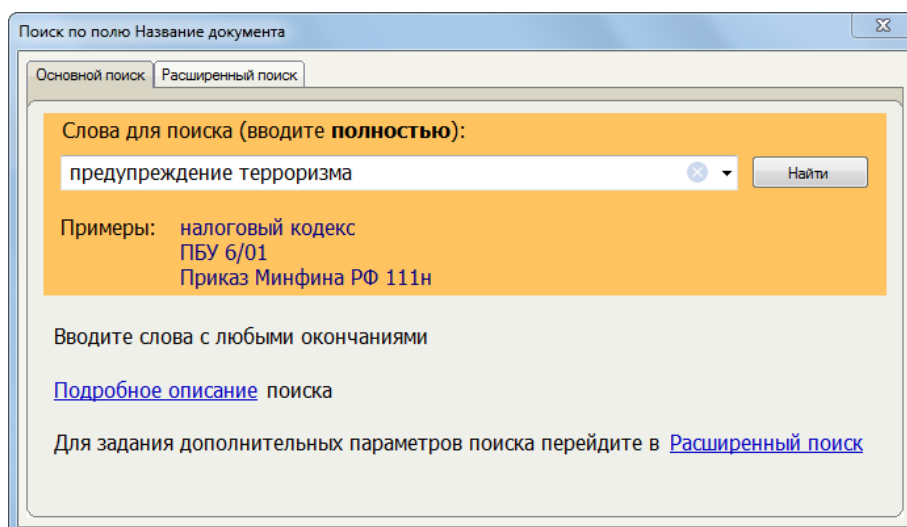 Поиск по полю Название документа
Основной поиск Расширенный поиск
Слова для поиска (вводите полностью):
предупреждение терроризма Найти
Примеры: налоговый кодекс
ПБУ 6/01
Приказ Минфина РФ 111н
Вводите слова с любыми окончаниями
Подробное описание поиска
Для задания дополнительных параметров поиска перейдите в Расширенный поиск